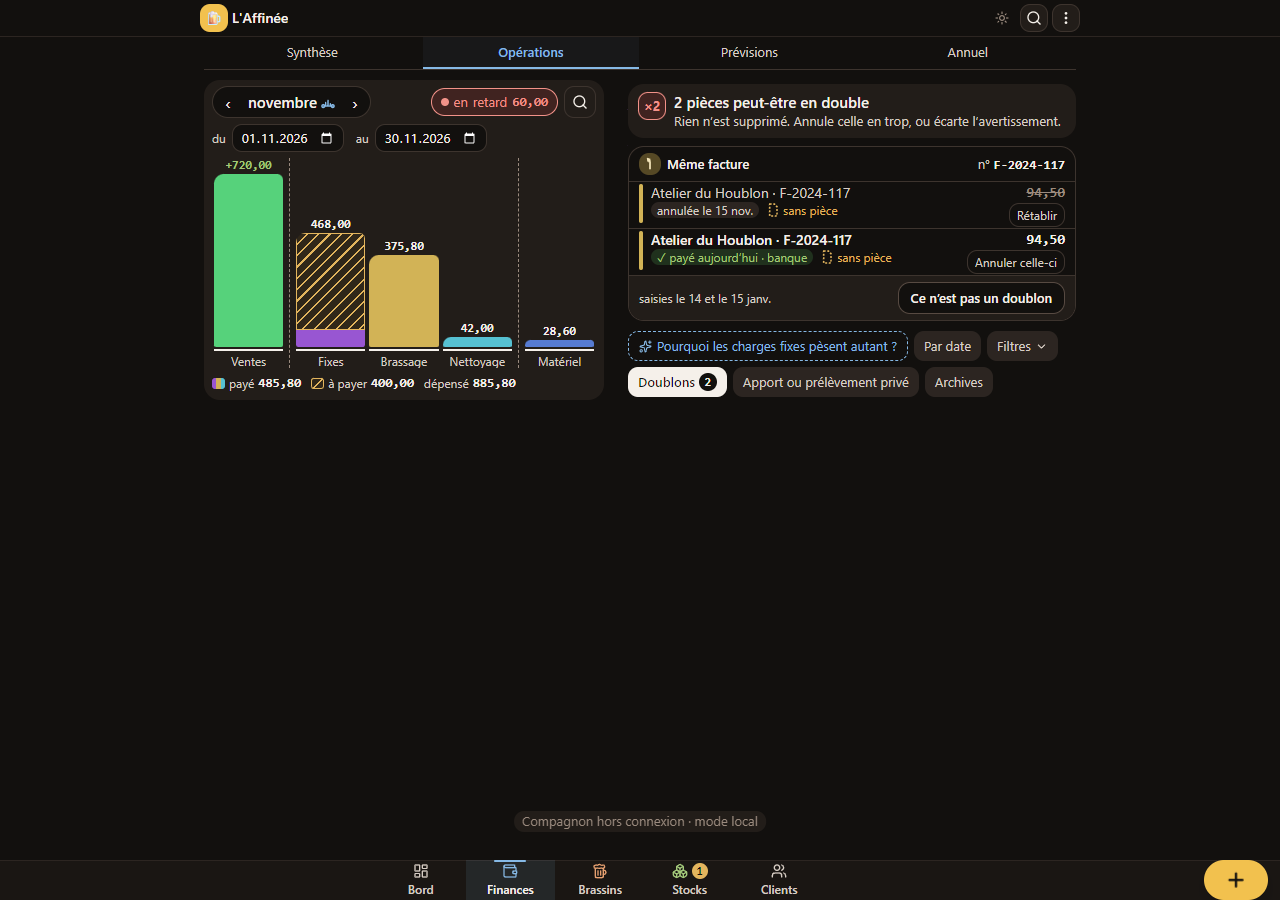 L'Affinée
Synthèse
Opérations
Prévisions
Annuel
‹ novembre ›
en retard 60,00
du 01.11.2026 au 30.11.2026
+720,00
468,00
375,80
42,00
28,60
Ventes
Fixes
Brassage
Nettoyage
Matériel
payé 485,80 à payer 400,00 dépensé 885,80
×2
2 pièces peut-être en double
Rien n’est supprimé. Annule celle en trop, ou écarte l’avertissement.
Même facture
n° F-2024-117
Atelier du Houblon · F-2024-117
94,50
annulée le 15 nov.
sans pièce
Rétablir
Atelier du Houblon · F-2024-117
94,50
✓ payé aujourd’hui · banque
sans pièce
Annuler celle-ci
saisies le 14 et le 15 janv.
Ce n’est pas un doublon
Pourquoi les charges fixes pèsent autant ?
Par date
Filtres
Doublons 2
Apport ou prélèvement privé
Archives
Compagnon hors connexion · mode local
Bord
Finances
Brassins
1
Stocks
Clients